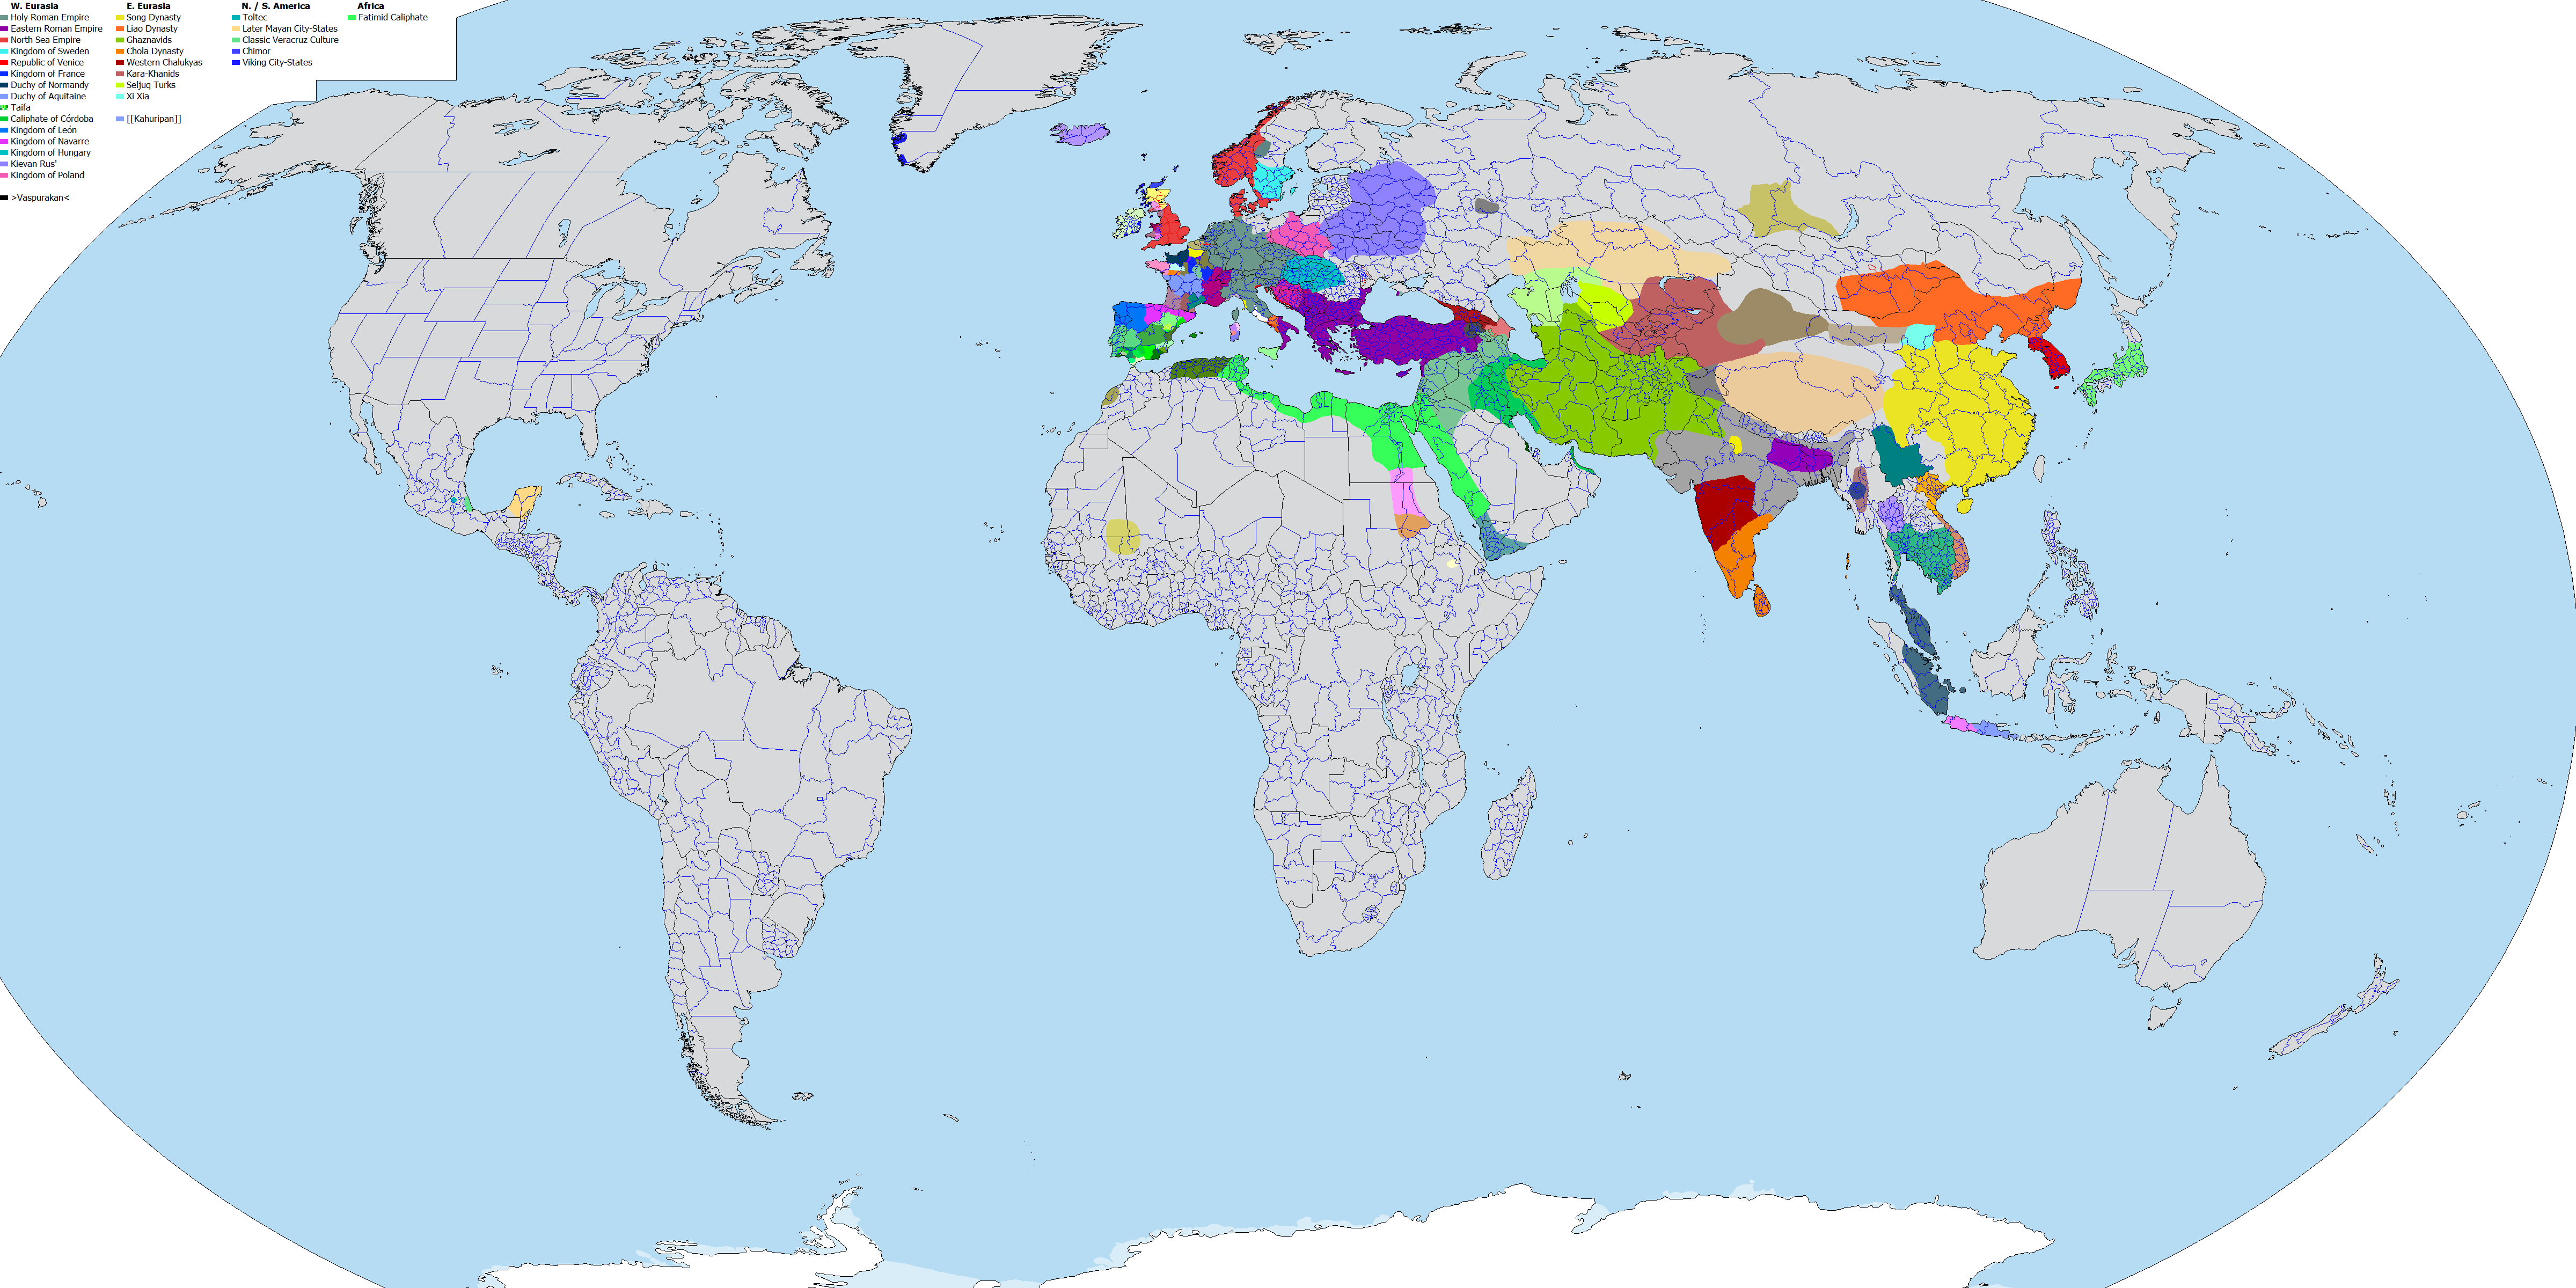 W. Eurasia
Holy Roman Empire
Eastern Roman Empire
North Sea Empire
Kingdom of Sweden
Republic of Venice
Kingdom of France
Duchy of Normandy
Duchy of Aquitaine
Taifa
Caliphate of Córdoba
Kingdom of León
Kingdom of Navarre
Kingdom of Hungary
Kievan Rus'
Kingdom of Poland
>Vaspurakan<
E. Eurasia
Song Dynasty
Liao Dynasty
Ghaznavids
Chola Dynasty
Western Chalukyas
Kara-Khanids
Seljuq Turks
Xi Xia
[[Kahuripan]]
N. / S. America
Toltec
Later Mayan City-States
Classic Veracruz Culture
Chimor
Viking City-States
Africa
Fatimid Caliphate